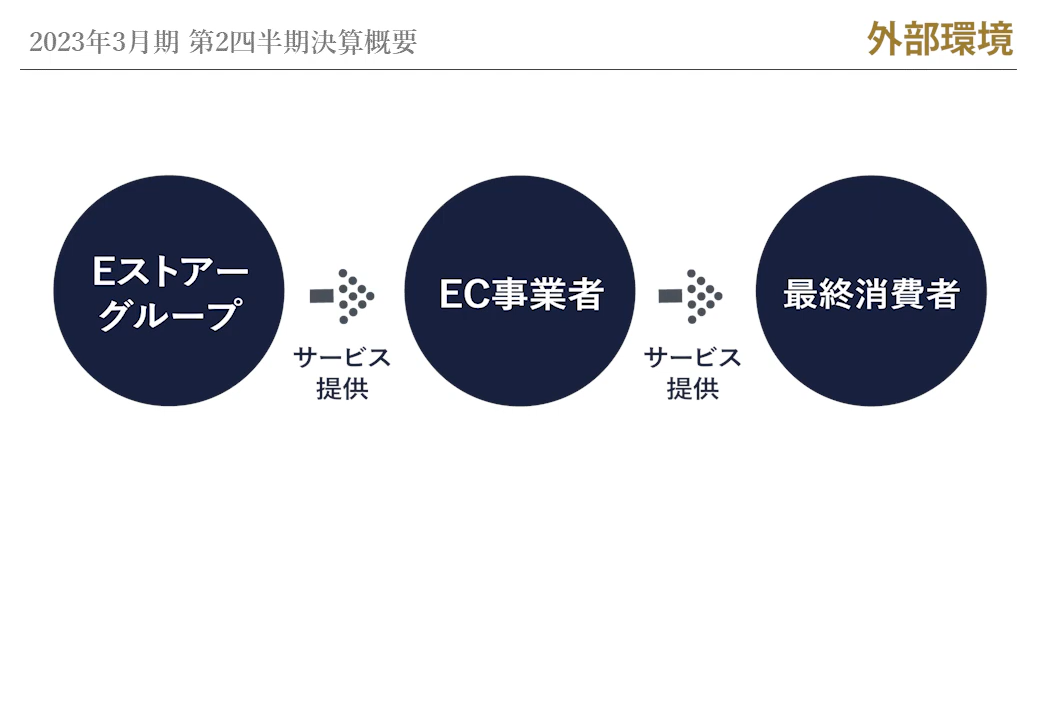 2023年3月期 第2四半期決算概要
外部環境
Eストアー
グループ
サービス
提供
EC事業者
サービス
提供
最終消費者